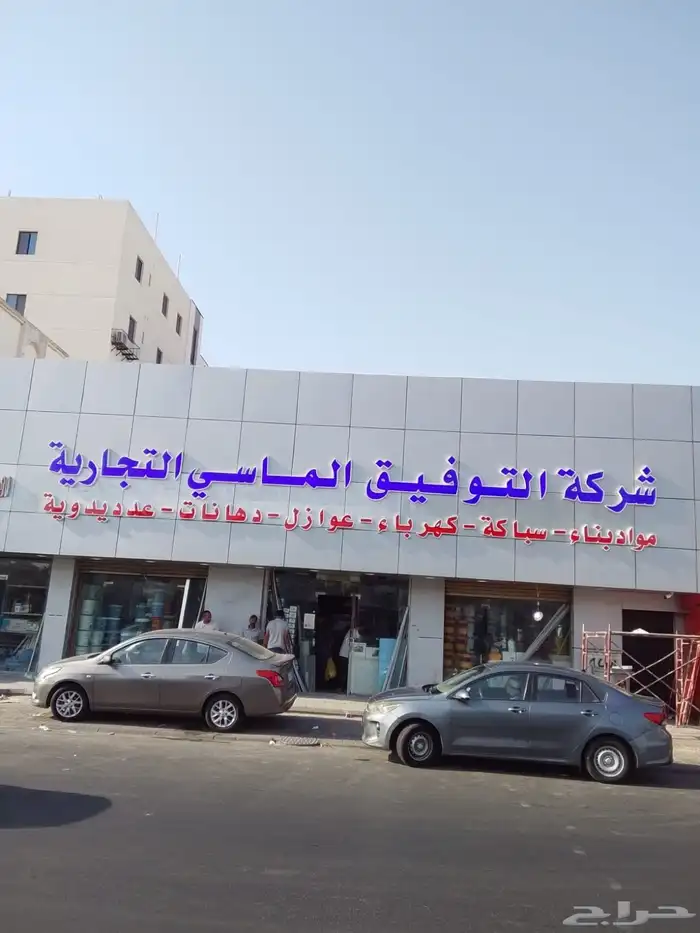 شركة التوفيق الماسي التجارية
مواد بناء - سباكة - كهرباء - عوازل - دهانات - عدد يدوية
حراج